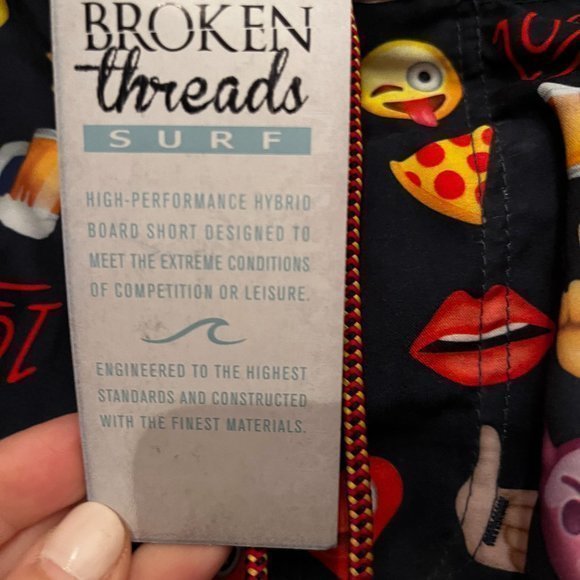 BROKEN
threads
SURF
HIGH-PERFORMANCE HYBRID
BOARD SHORT DESIGNED TO
MEET THE EXTREME CONDITIONS
OF COMPETITION OR LEISURE.
ENGINEERED TO THE HIGHEST
STANDARDS AND CONSTRUCTED
WITH THE FINEST MATERIALS.